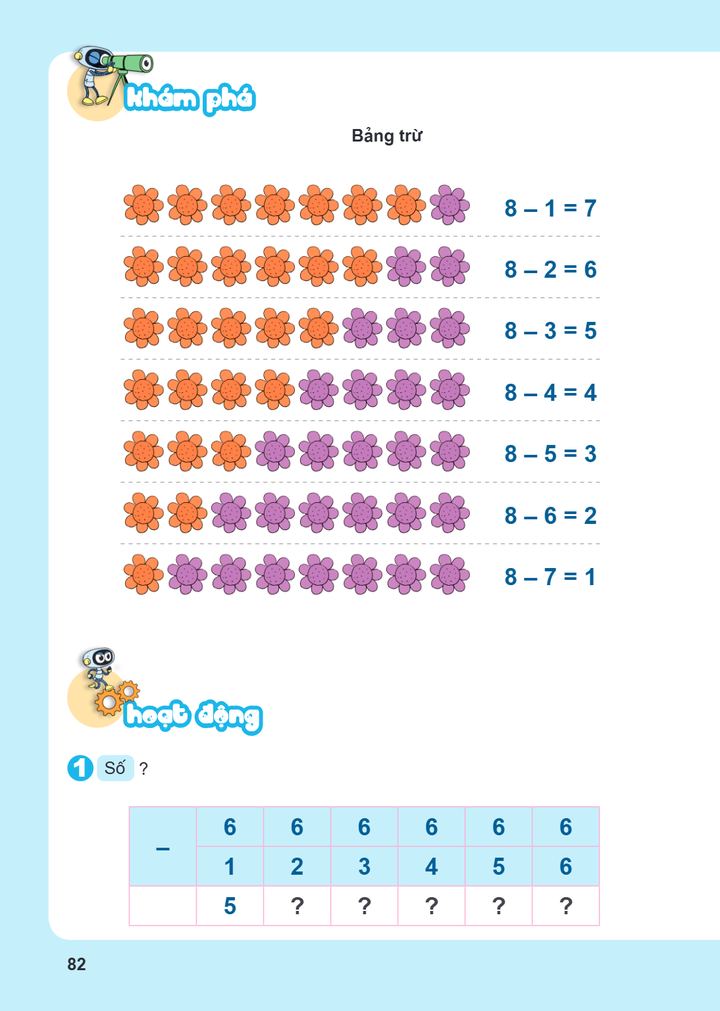 khám phá
Bảng trừ
8 – 1 = 7
8 – 2 = 6
8 – 3 = 5
8 – 4 = 4
8 – 5 = 3
8 – 6 = 2
8 – 7 = 1
hoạt động
1 Số ?
– 6 6 6 6 6 6
1 2 3 4 5 6
5 ? ? ? ? ?
82